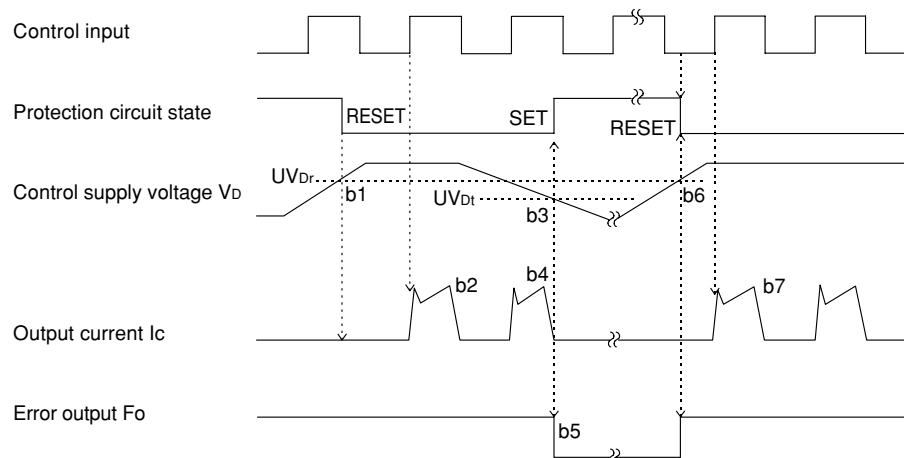 Control input
Protection circuit state
RESET
SET
RESET
Control supply voltage VD
UVDr
b1
UVDt
b3
b6
Output current Ic
b2
b4
b7
Error output Fo
b5